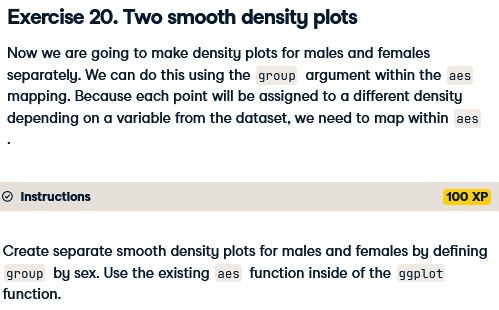 Exercise 20. Two smooth density plots
Now we are going to make density plots for males and females
separately. We can do this using the group argument within the aes
mapping. Because each point will be assigned to a different density
depending on a variable from the dataset, we need to map within aes
.
Instructions 100 XP
Create separate smooth density plots for males and females by defining
group by sex. Use the existing aes function inside of the ggplot
function.